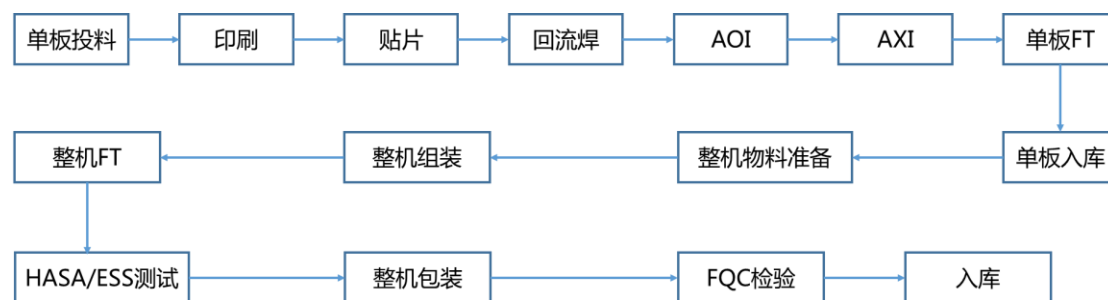 单板投料
印刷
贴片
回流焊
AOI
AXI
单板FT
单板入库
整机物料准备
整机组装
整机FT
HASA/ESS测试
整机包装
FQC检验
入库